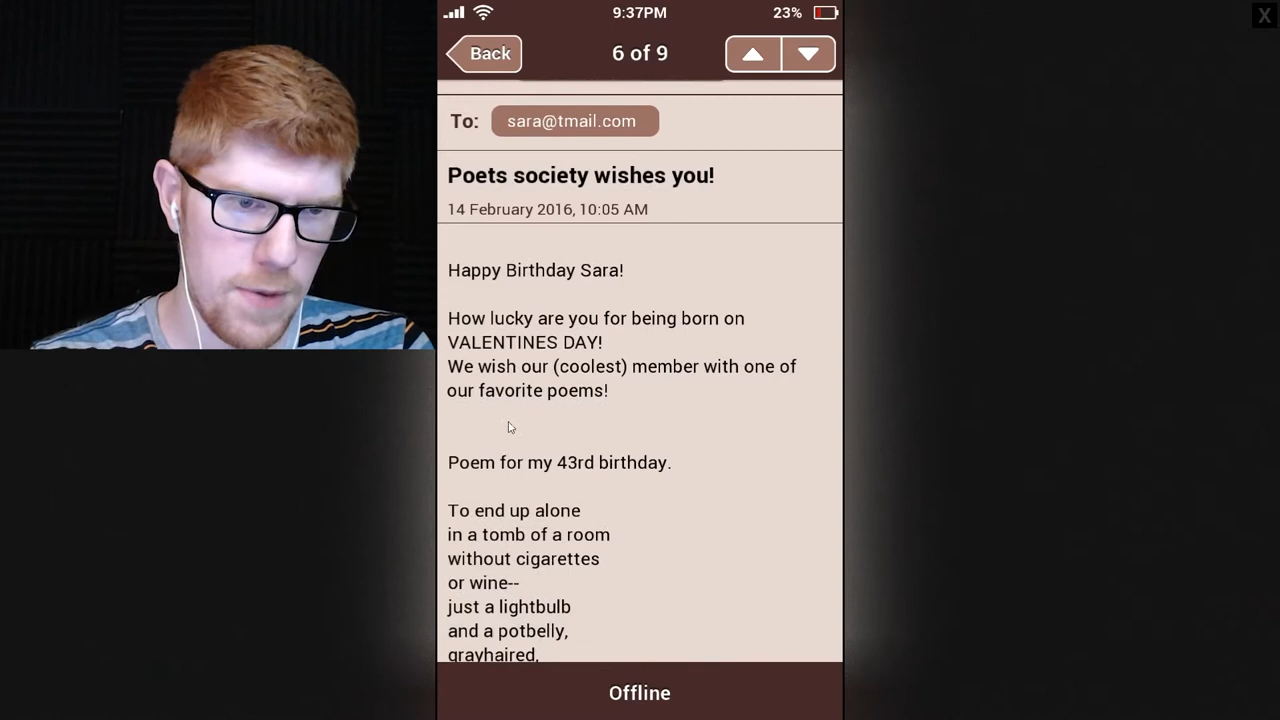 9:37PM
23%
X
Back
6 of 9
To: sara@tmail.com
Poets society wishes you!
14 February 2016, 10:05 AM
Happy Birthday Sara!
How lucky are you for being born on
VALENTINES DAY!
We wish our (coolest) member with one of
our favorite poems!
Poem for my 43rd birthday.
To end up alone
in a tomb of a room
without cigarettes
or wine--
just a lightbulb
and a potbelly,
grayhaired,
Offline